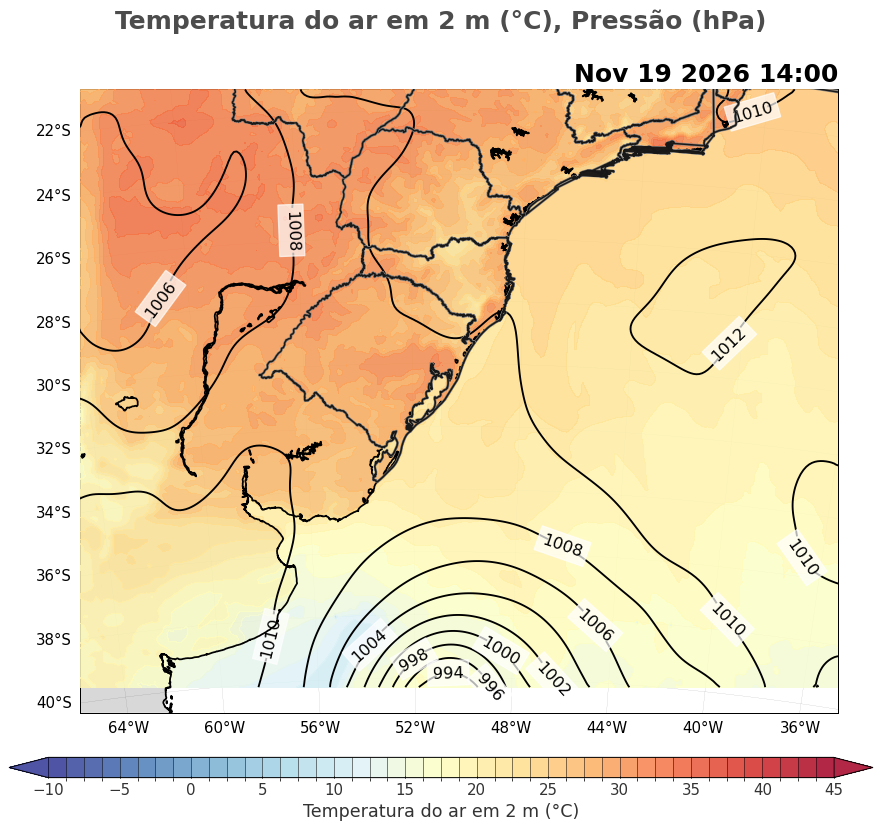 Temperatura do ar em 2 m (°C), Pressão (hPa)
Nov 19 2026 14:00
22°S
24°S
26°S
28°S
30°S
32°S
34°S
36°S
38°S
40°S
1010
1008
1006
1012
1008
1010
1006
1010
1010
1004
998
1000
994
996
1002
64°W 60°W 56°W 52°W 48°W 44°W 40°W 36°W
−10 −5 0 5 10 15 20 25 30 35 40 45
Temperatura do ar em 2 m (°C)